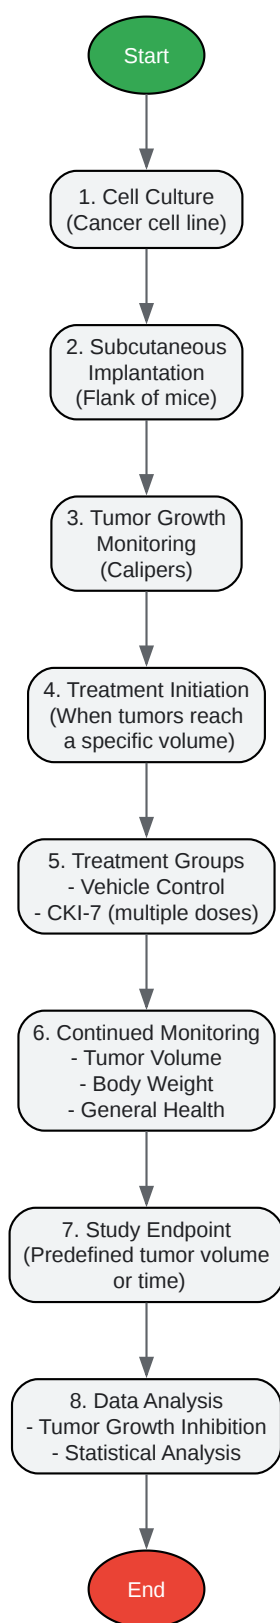 Start
1. Cell Culture
(Cancer cell line)
2. Subcutaneous
Implantation
(Flank of mice)
3. Tumor Growth
Monitoring
(Calipers)
4. Treatment Initiation
(When tumors reach
a specific volume)
5. Treatment Groups
- Vehicle Control
- CKI-7 (multiple doses)
6. Continued Monitoring
- Tumor Volume
- Body Weight
- General Health
7. Study Endpoint
(Predefined tumor volume
or time)
8. Data Analysis
- Tumor Growth Inhibition
- Statistical Analysis
End